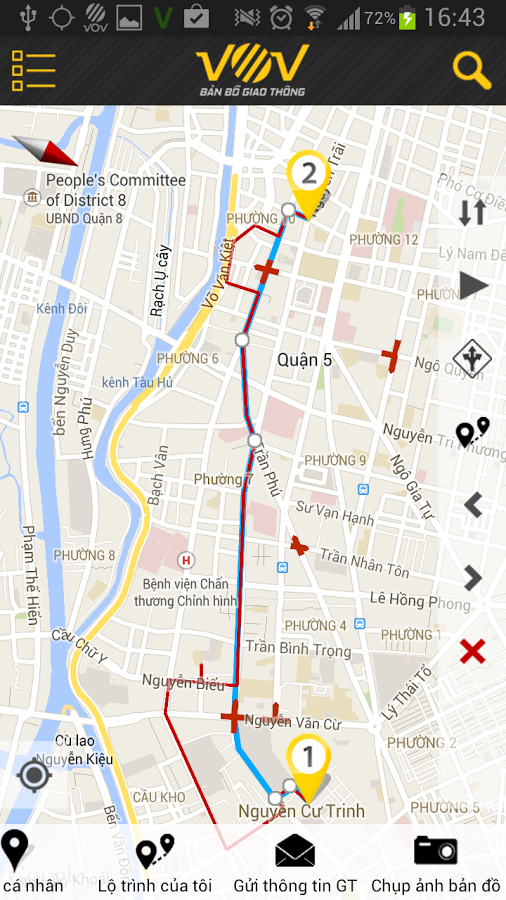 VOV
V
72%
16:43
VOV
BẢN ĐỒ GIAO THÔNG
2
Nguyễn Trãi
People's Committee
of District 8
UBND Quận 8
PHƯỜNG 10
PHƯỜNG 12
Lý Nam Đế
Rạch Ụ cây
Võ Văn Kiệt
Kênh Đôi
PHƯỜNG 6
Quận 5
Ngô Quyền
bến Nguyễn Duy
kênh Tàu Hủ
Hưng Phú
Nguyễn Tri Phương
Bạch Vân
Trần Phú
PHƯỜNG 9
Ngô Gia Tự
Phường 7
Sư Vạn Hạnh
Phạm Thế Hiển
PHƯỜNG 8
H
Trần Nhân Tôn
Bệnh viện Chấn
thương Chỉnh hình
Lê Hồng Phong
PHƯỜNG 4
PHƯỜNG 1
Cầu Chữ Y
Trần Bình Trọng
Nguyễn Biểu
Lý Thái Tổ
Nguyễn Văn Cừ
Cù lao
Nguyễn Kiệu
1
PHƯỜNG 2
CẦU KHO
Nguyễn Cư Trinh
PHƯỜNG 5
cá nhân
Lộ trình của tôi
Gửi thông tin GT
Chụp ảnh bản đồ